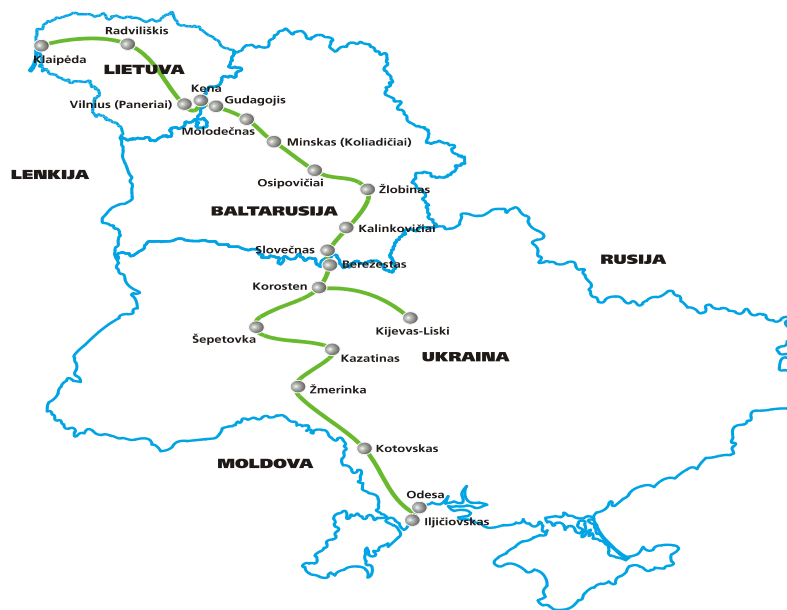 Radviliškis
Klaipėda
LIETUVA
Kena
Vilnius (Paneriai)
Gudagojis
Molodečnas
Minskas (Koliadičiai)
LENKIJA
Osipovičiai
Žlobinas
BALTARUSIJA
Kalinkovičiai
Slovečnas
Berezestas
RUSIJA
Korosten
Kijevas-Liski
Šepetovka
Kazatinas
UKRAINA
Žmerinka
Kotovskas
MOLDOVA
Odesa
Iljičiovskas